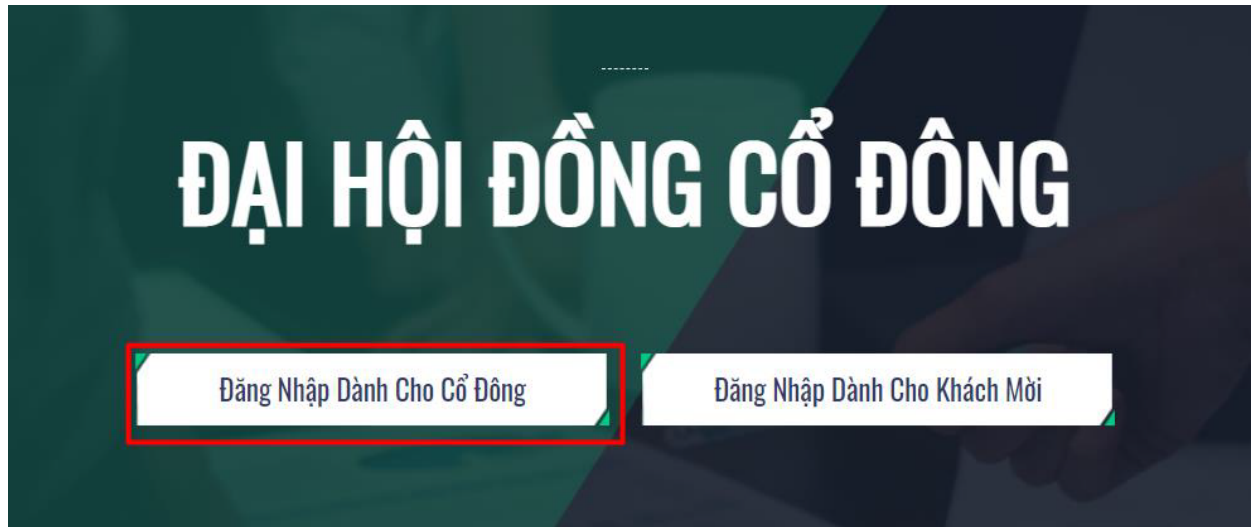 --------
ĐẠI HỘI ĐỒNG CỔ ĐÔNG
Đăng Nhập Dành Cho Cổ Đông
Đăng Nhập Dành Cho Khách Mời